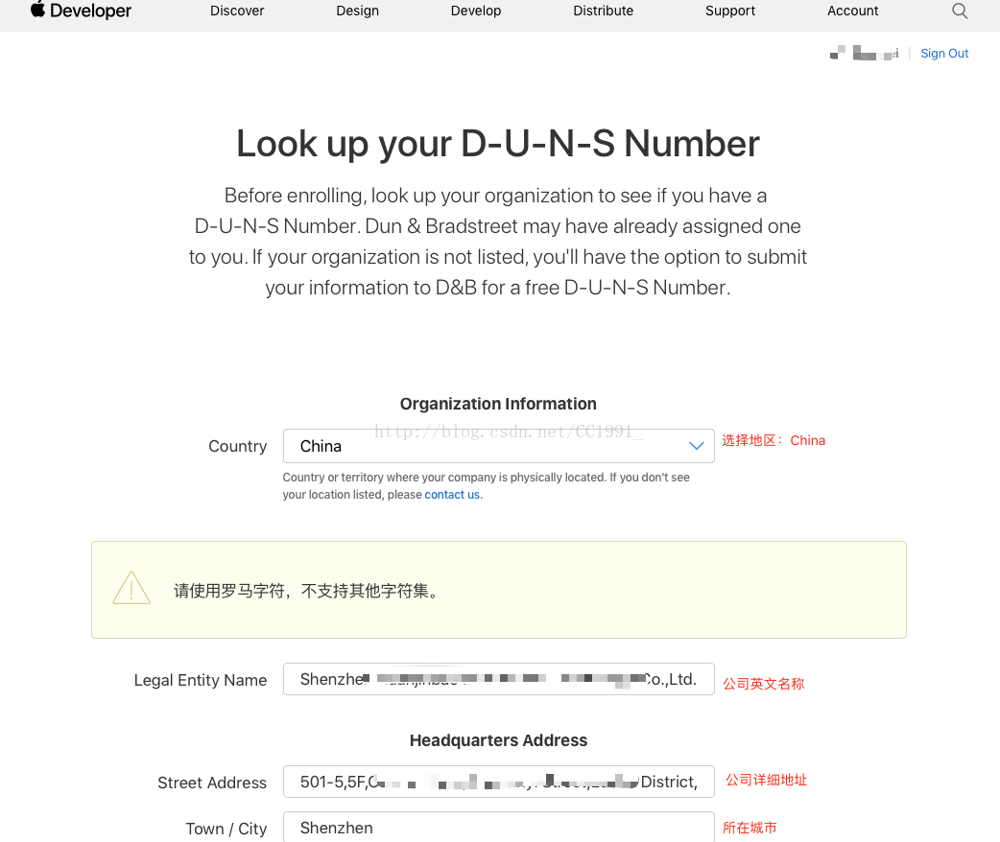 Developer
Discover
Design
Develop
Distribute
Support
Account
Sign Out
Look up your D-U-N-S Number
Before enrolling, look up your organization to see if you have a
D-U-N-S Number. Dun & Bradstreet may have already assigned one
to you. If your organization is not listed, you'll have the option to submit
your information to D&B for a free D-U-N-S Number.
Organization Information
http://blog.csdn.net/CC1991_
Country
China
选择地区：China
Country or territory where your company is physically located. If you don't see
your location listed, please contact us.
请使用罗马字符，不支持其他字符集。
Legal Entity Name
Co.,Ltd.
公司英文名称
Headquarters Address
Street Address
501-5,5F, District,
公司详细地址
Town / City
Shenzhen
所在城市